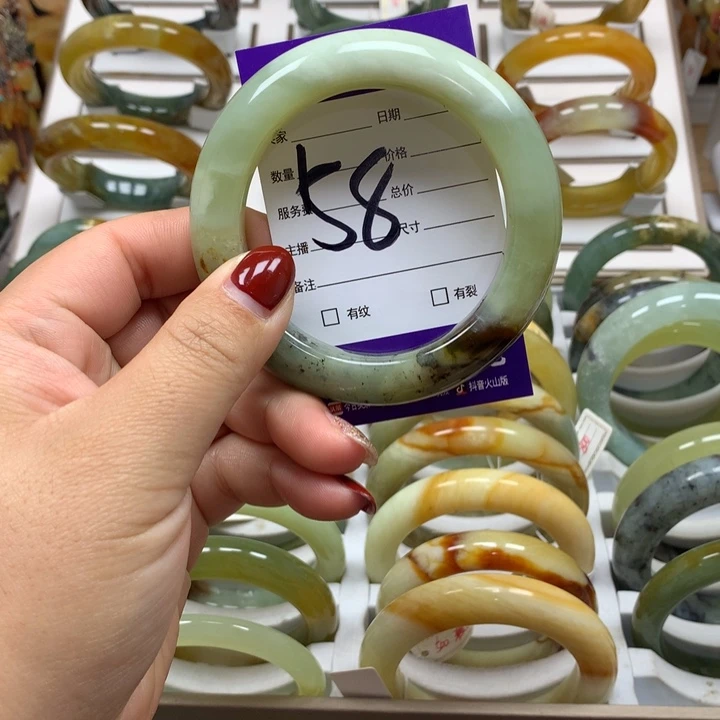 家 日期
数量 价格
服务费 总价
主播 尺寸
备注
58
□ 有纹 □ 有裂
抖音火山版